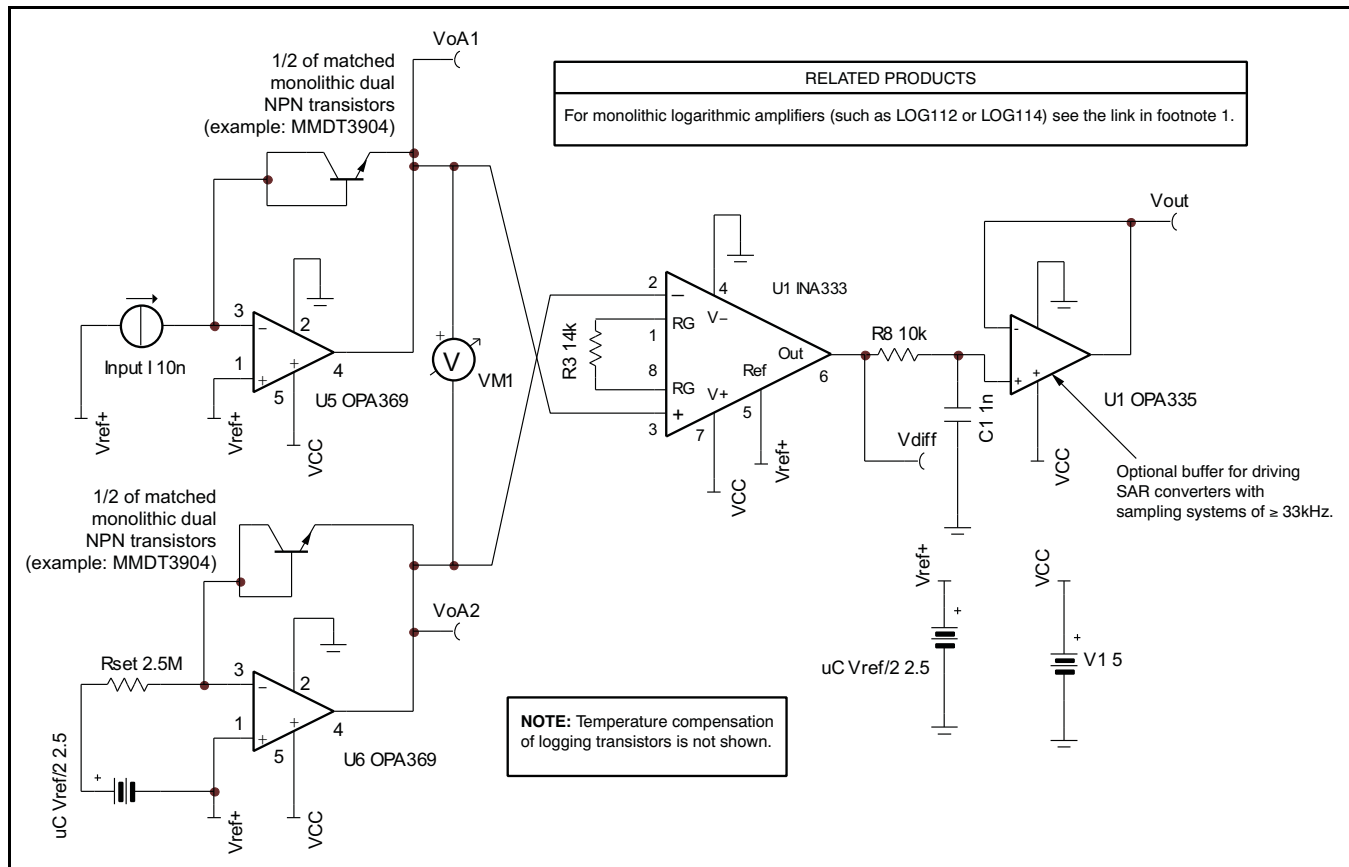 VoA1
1/2 of matched
monolithic dual
NPN transistors
(example: MMDT3904)
RELATED PRODUCTS
For monolithic logarithmic amplifiers (such as LOG112 or LOG114) see the link in footnote 1.
Vout
2
4
U1 INA333
3
2
−
RG
V−
-
1
R8 10k
R3 14k
Out
Input I 10n
1
4
+
V
8
Ref
6
+
5
U5 OPA369
VM1
RG
V+
5
U1 OPA335
+
3
7
C1 1n
Vref+
Vref+
VCC
Vdiff
VCC
Vref+
VCC
Optional buffer for driving
SAR converters with
sampling systems of ≥ 33kHz.
1/2 of matched
monolithic dual
NPN transistors
(example: MMDT3904)
Vref+
VCC
VoA2
+
+
Rset 2.5M
3
2
uC Vref/2 2.5
V1 5
1
4
NOTE: Temperature compensation
of logging transistors is not shown.
5
U6 OPA369
uC Vref/2 2.5
+
Vref+
VCC